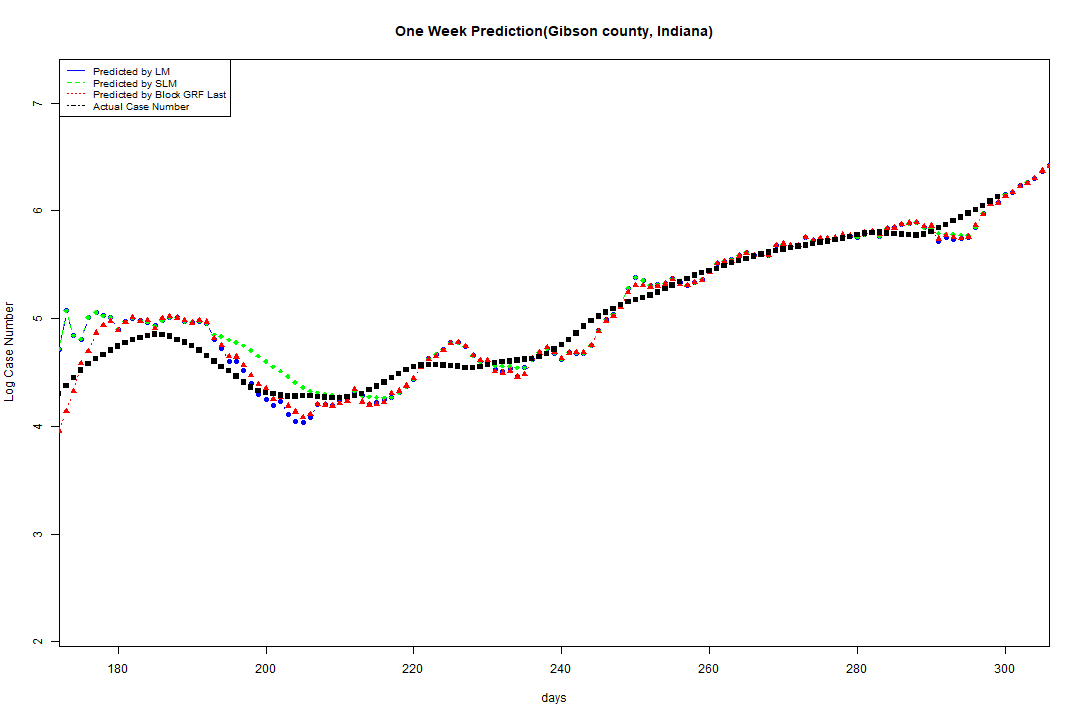 One Week Prediction(Gibson county, Indiana)
Predicted by LM
Predicted by SLM
Predicted by Block GRF Last
Actual Case Number
Log Case Number
7
6
5
4
3
2
180 200 220 240 260 280 300
days